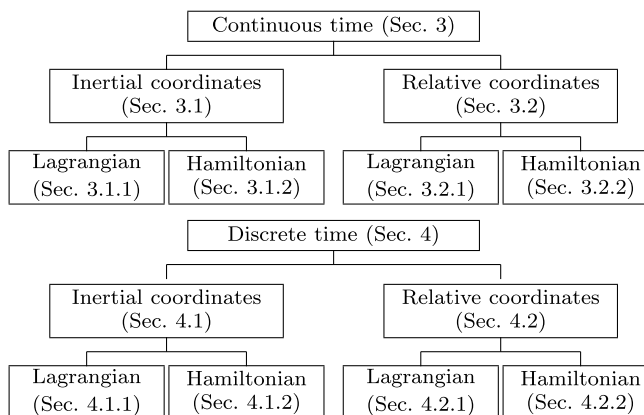 Continuous time (Sec. 3)
Inertial coordinates
(Sec. 3.1)
Relative coordinates
(Sec. 3.2)
Lagrangian
(Sec. 3.1.1)
Hamiltonian
(Sec. 3.1.2)
Lagrangian
(Sec. 3.2.1)
Hamiltonian
(Sec. 3.2.2)
Discrete time (Sec. 4)
Inertial coordinates
(Sec. 4.1)
Relative coordinates
(Sec. 4.2)
Lagrangian
(Sec. 4.1.1)
Hamiltonian
(Sec. 4.1.2)
Lagrangian
(Sec. 4.2.1)
Hamiltonian
(Sec. 4.2.2)